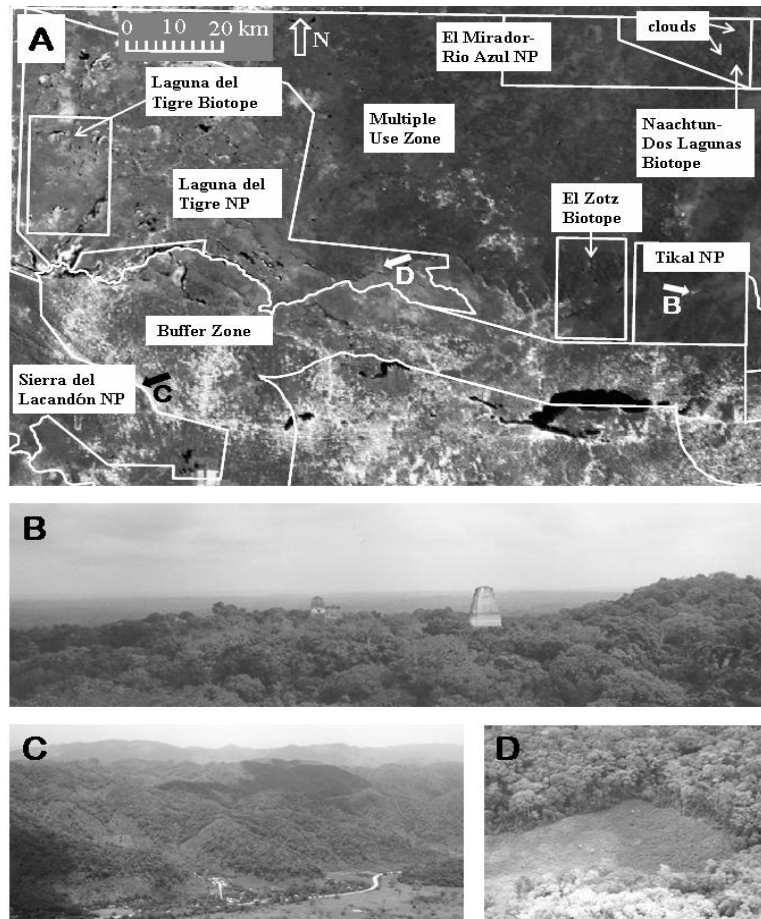 A
0 10 20 km
N
El Mirador-
Rio Azul NP
clouds
Laguna del
Tigre Biotope
Multiple
Use Zone
Naachtun-
Dos Lagunas
Biotope
Laguna del
Tigre NP
El Zotz
Biotope
Tikal NP
D
B
Buffer Zone
Sierra del
Lacandón NP
C
B
C
D